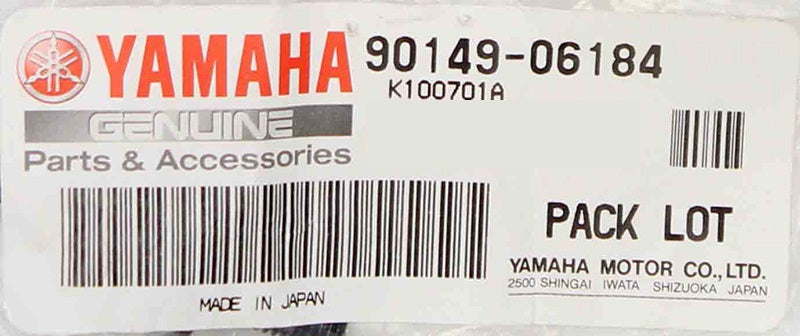 YAMAHA
GENUINE
Parts & Accessories
90149-06184
K100701A
MADE IN JAPAN
PACK LOT
YAMAHA MOTOR CO., LTD.
2500 SHINGAI IWATA SHIZUOKA JAPAN